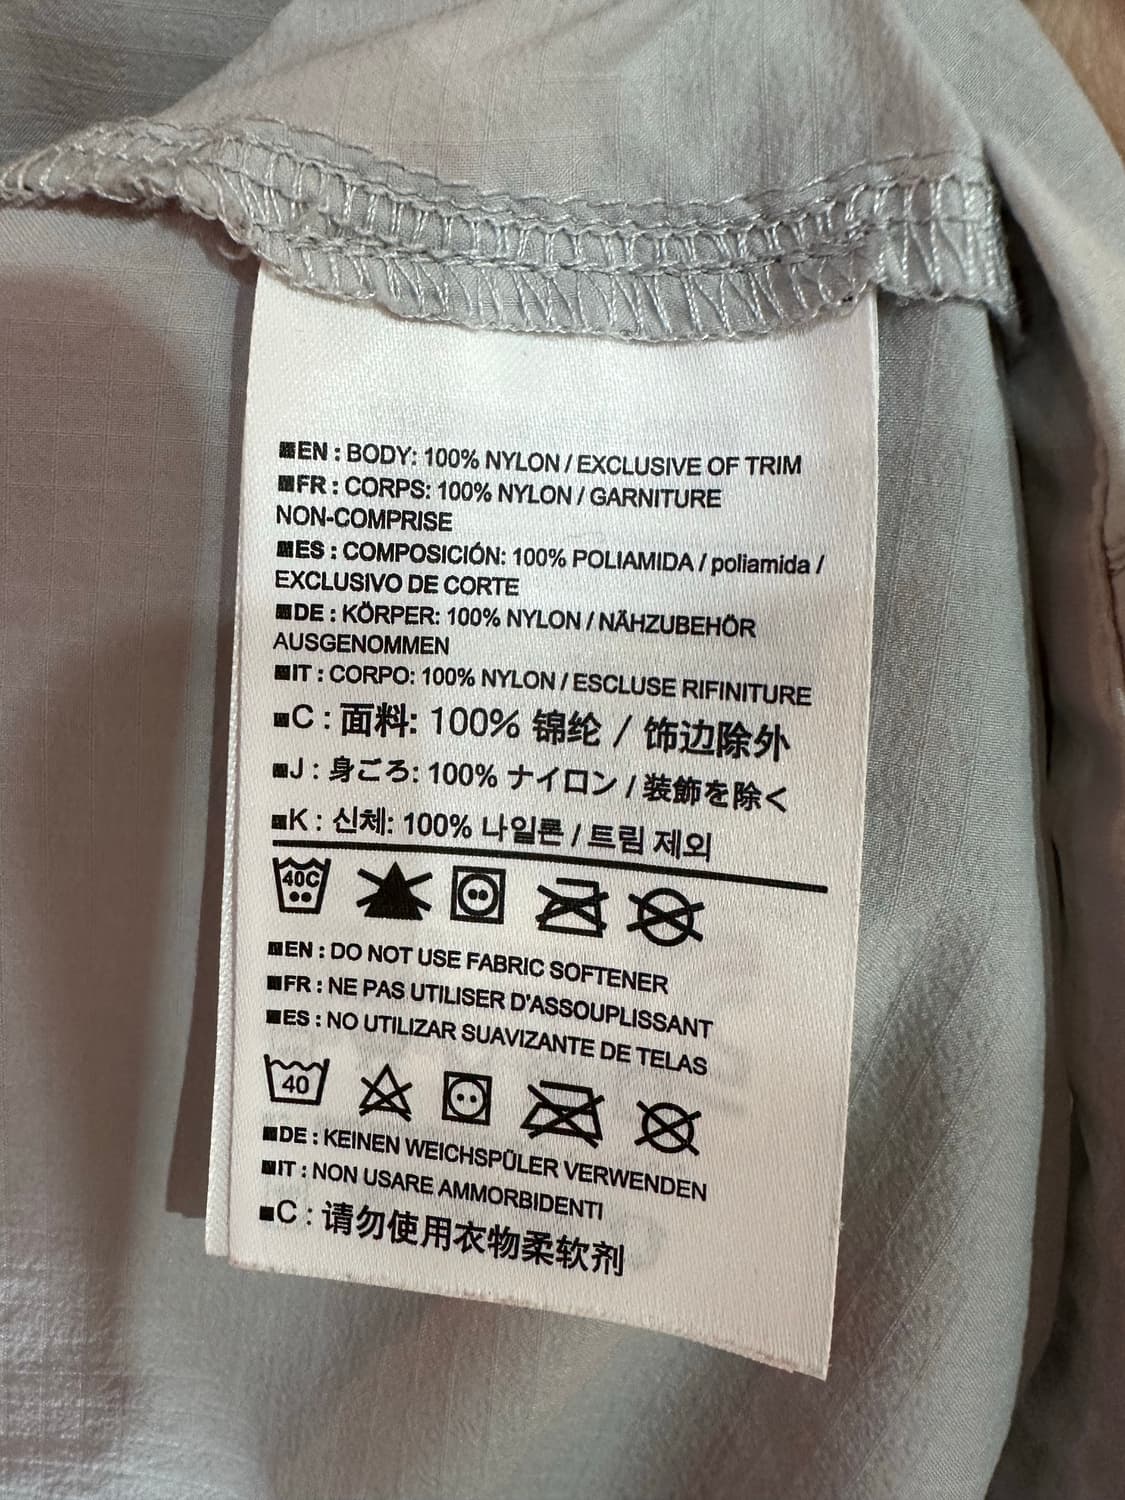 EN : BODY: 100% NYLON / EXCLUSIVE OF TRIM
FR : CORPS: 100% NYLON / GARNITURE
NON-COMPRISE
ES : COMPOSICIÓN: 100% POLIAMIDA / poliamida /
EXCLUSIVO DE CORTE
DE : KÖRPER: 100% NYLON / NÄHZUBEHÖR
AUSGENOMMEN
IT : CORPO: 100% NYLON / ESCLUSE RIFINITURE
C : 面料: 100% 锦纶 / 饰边除外
J : 身ごろ: 100% ナイロン / 装飾を除く
K : 신체: 100% 나일론 / 트림 제외
40C
EN : DO NOT USE FABRIC SOFTENER
FR : NE PAS UTILISER D'ASSOUPLISSANT
ES : NO UTILIZAR SUAVIZANTE DE TELAS
40
DE : KEINEN WEICHSPÜLER VERWENDEN
IT : NON USARE AMMORBIDENTI
C : 请勿使用衣物柔软剂